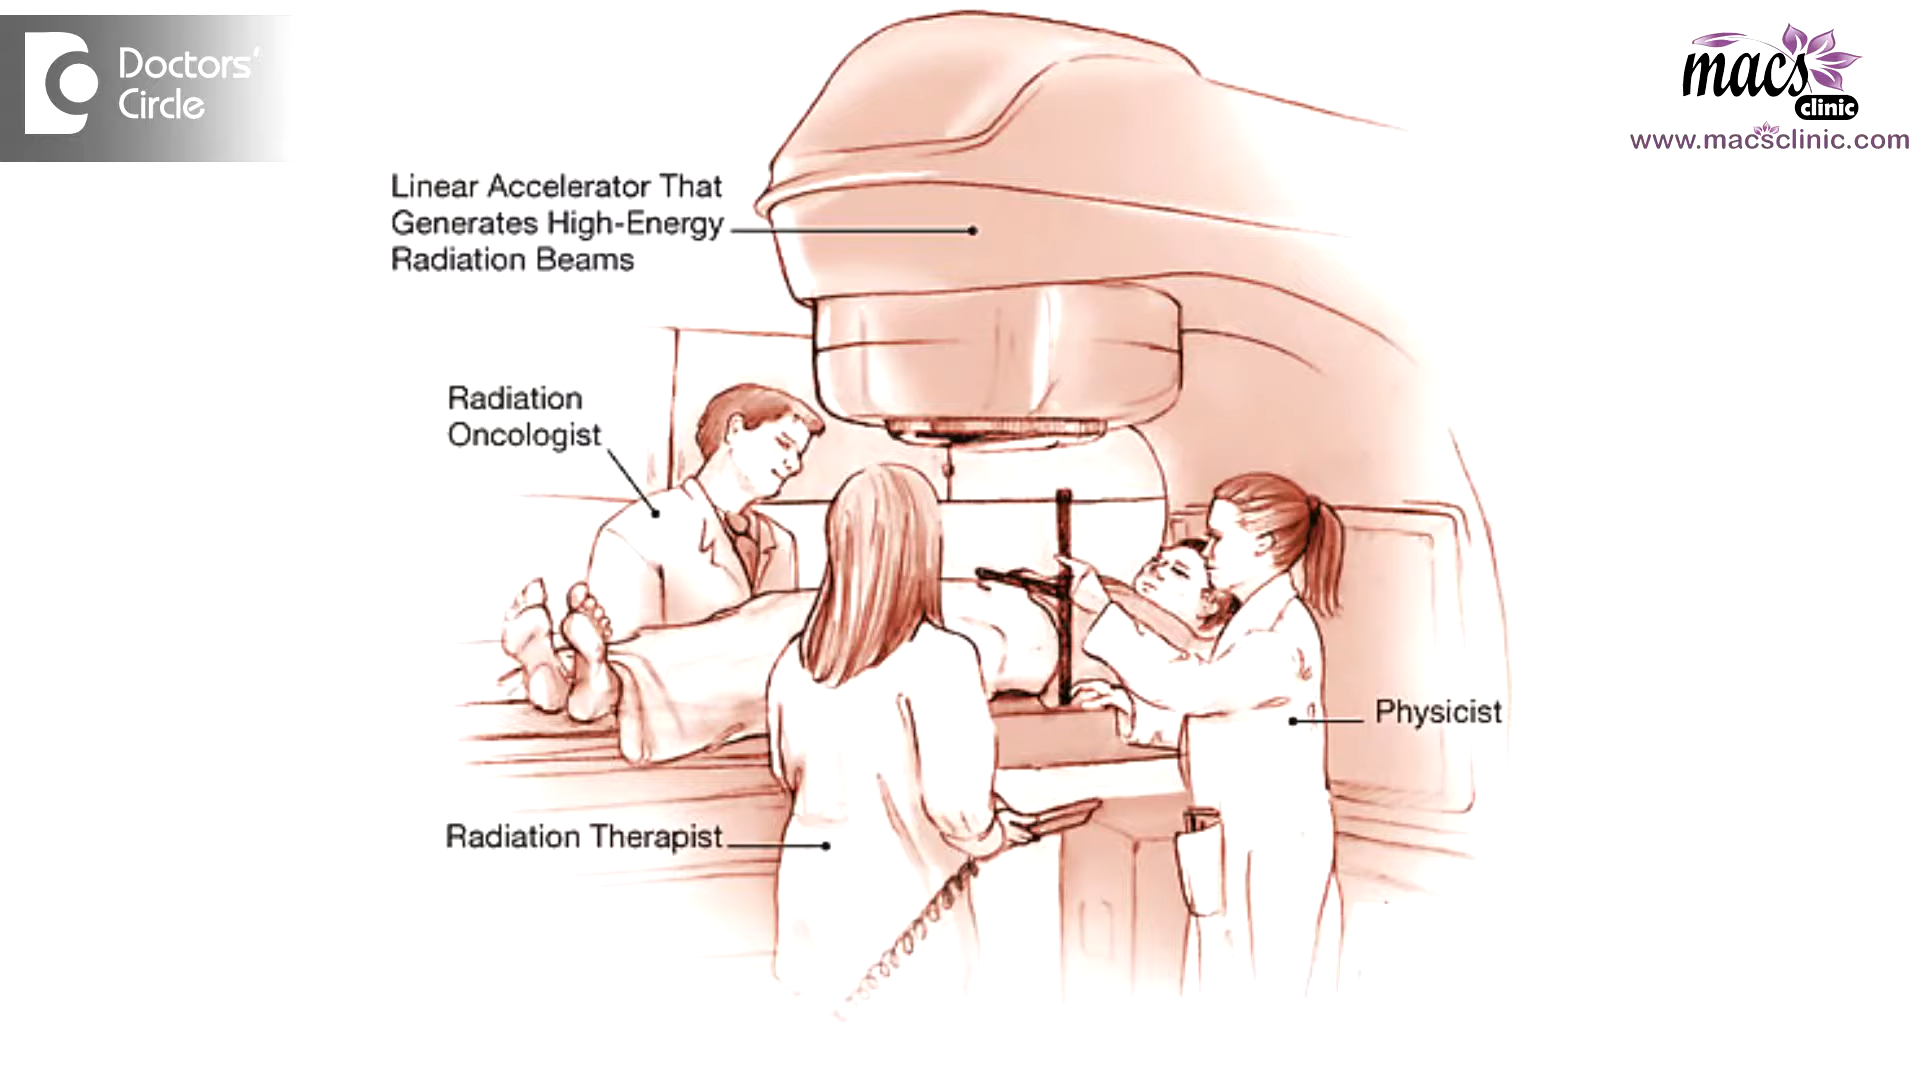 Doctors'
Circle
macs
clinic
www.macsclinic.com
Linear Accelerator That
Generates High-Energy
Radiation Beams
Radiation
Oncologist
Physicist
Radiation Therapist